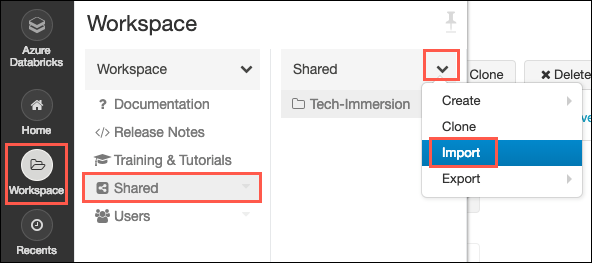 Azure
Databricks
Home
Workspace
Recents
Workspace
Workspace
? Documentation
</> Release Notes
Training & Tutorials
Shared
Users
Shared
Tech-Immersion
Clone
Delete
Create
Clone
Import
Export
ve